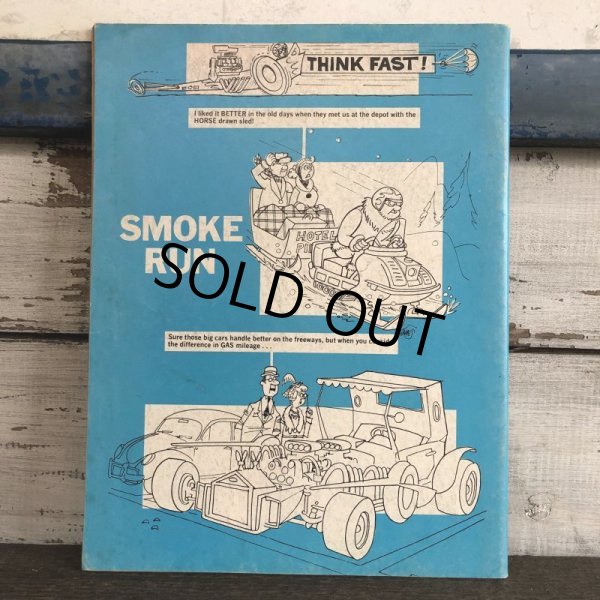 THINK FAST!
I liked it BETTER in the old days when they met us at the depot with the
HORSE drawn sled!
SMOKE
RUN
HOTEL
SOLD OUT
Sure those big cars handle better on the freeways, but when you
the difference in GAS mileage . . .